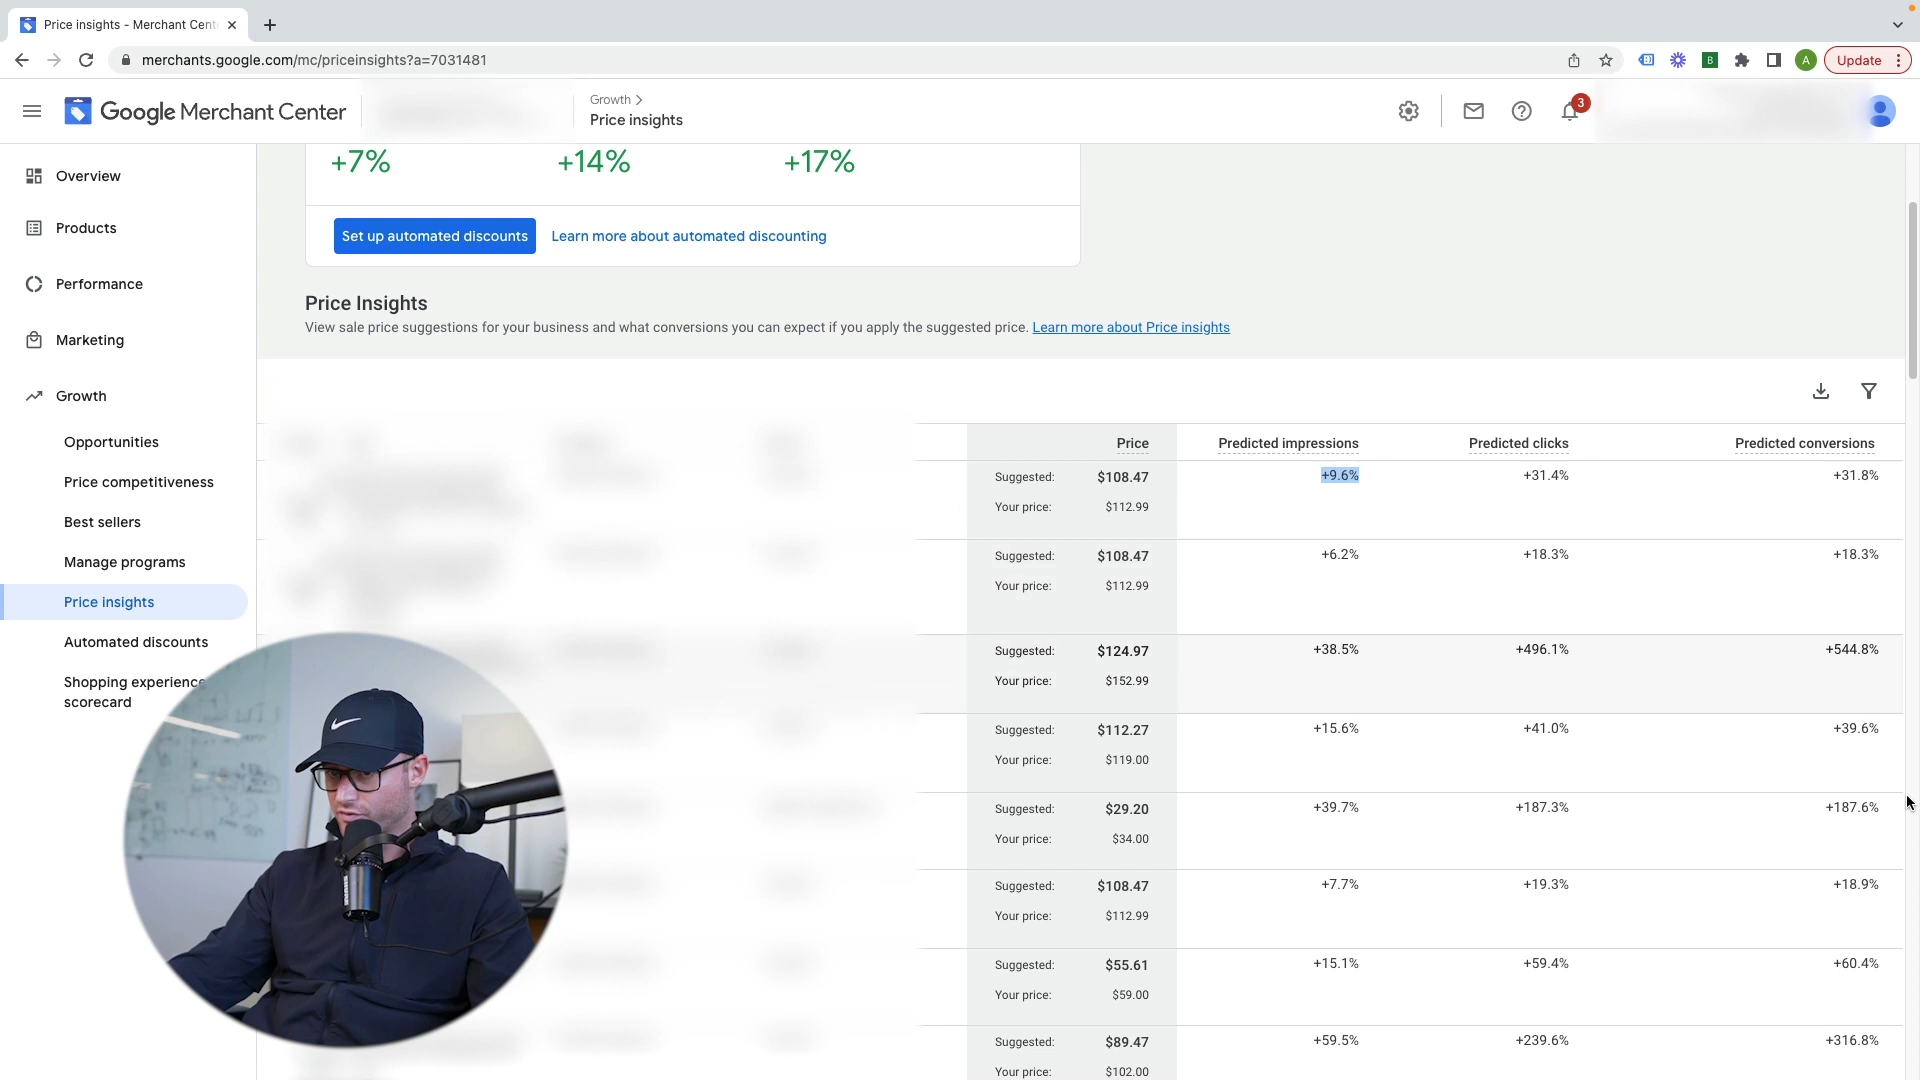 Price insights - Merchant Cent
merchants.google.com/mc/priceinsights?a=7031481
B
A
Update
Google Merchant Center
Growth
Price insights
3
Overview
Products
Performance
Marketing
Growth
Opportunities
Price competitiveness
Best sellers
Manage programs
Price insights
Automated discounts
Shopping experience
scorecard
+7% +14% +17%
Set up automated discounts Learn more about automated discounting
Price Insights
View sale price suggestions for your business and what conversions you can expect if you apply the suggested price. Learn more about Price insights
Price Predicted impressions Predicted clicks Predicted conversions
Suggested: $108.47 +9.6% +31.4% +31.8%
Your price: $112.99
Suggested: $108.47 +6.2% +18.3% +18.3%
Your price: $112.99
Suggested: $124.97 +38.5% +496.1% +544.8%
Your price: $152.99
Suggested: $112.27 +15.6% +41.0% +39.6%
Your price: $119.00
Suggested: $29.20 +39.7% +187.3% +187.6%
Your price: $34.00
Suggested: $108.47 +7.7% +19.3% +18.9%
Your price: $112.99
Suggested: $55.61 +15.1% +59.4% +60.4%
Your price: $59.00
Suggested: $89.47 +59.5% +239.6% +316.8%
Your price: $102.00